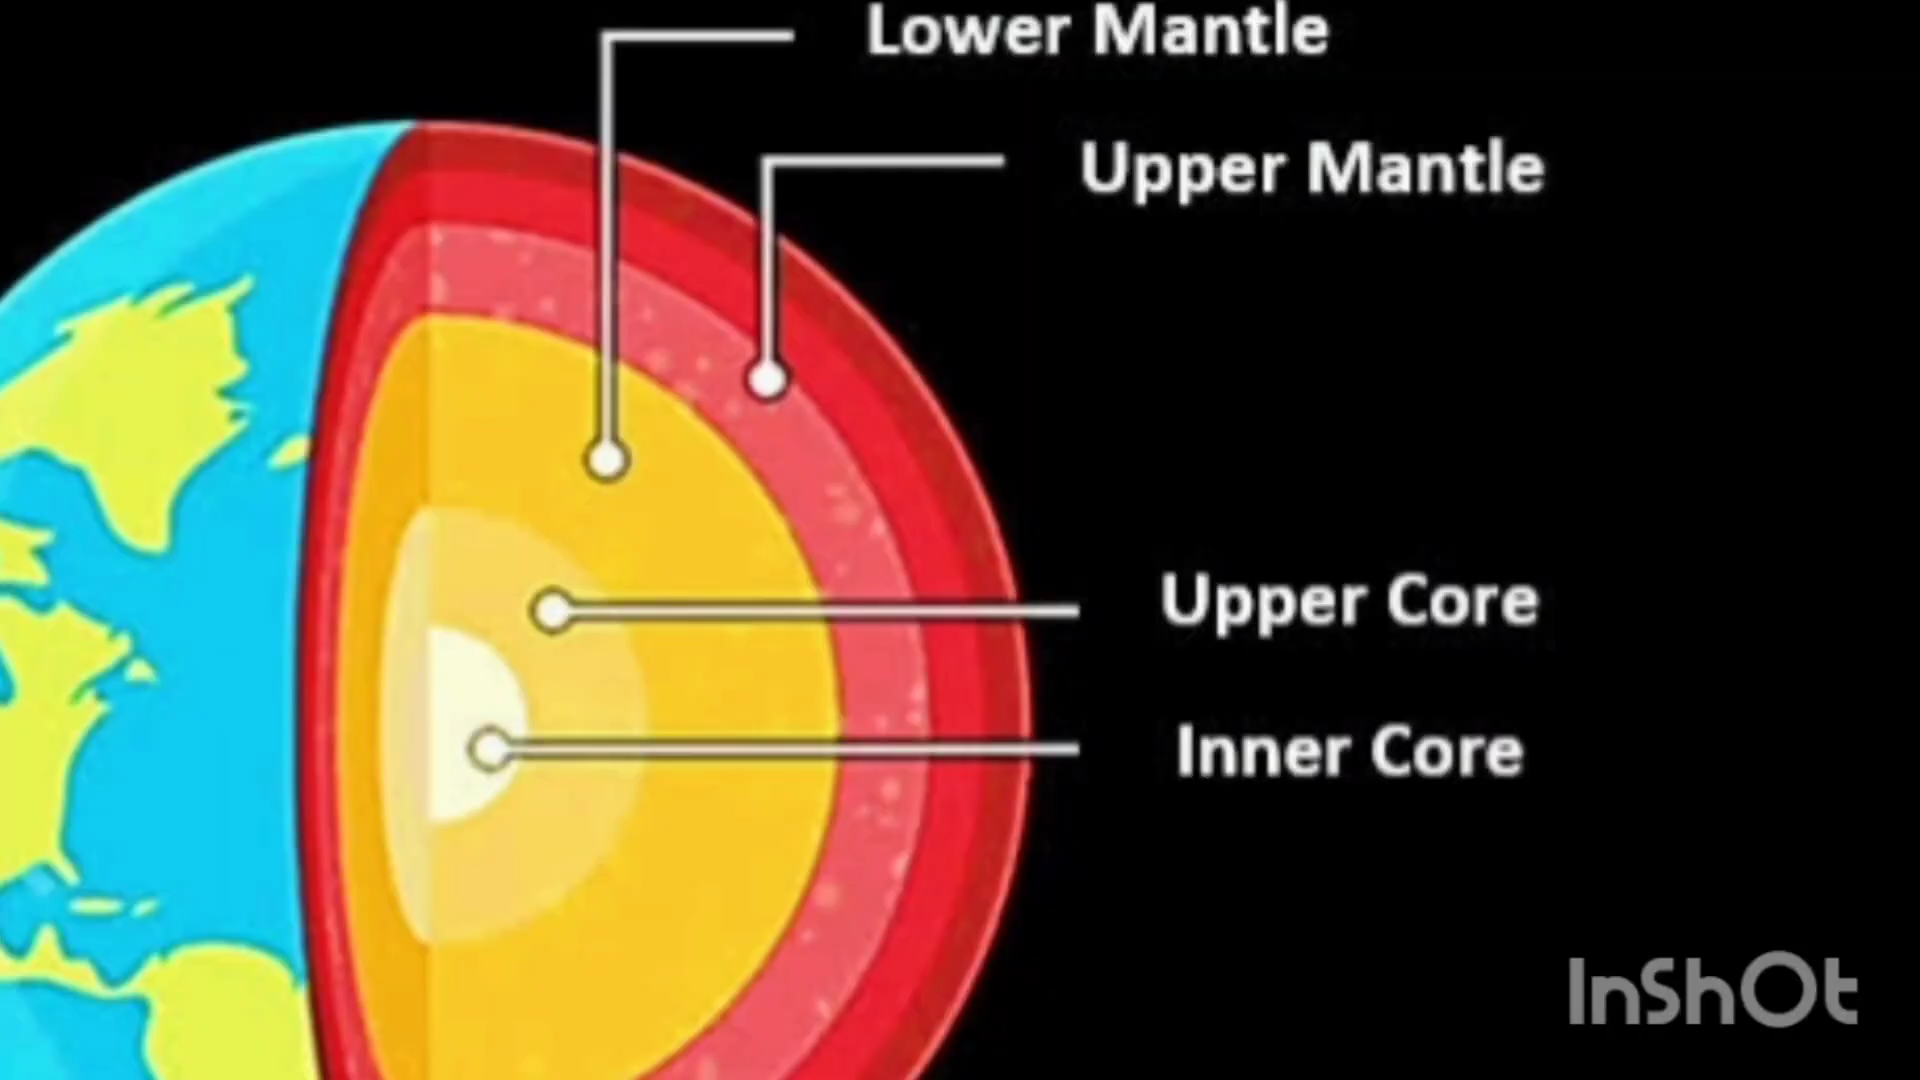 Lower Mantle
Upper Mantle
Upper Core
Inner Core
InShOt